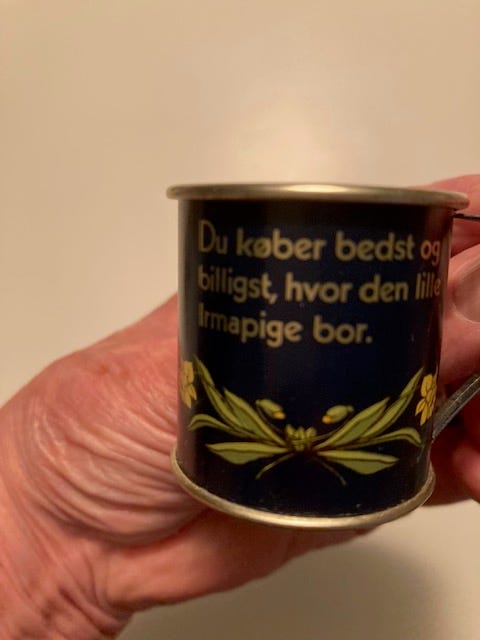 Du køber bedst og
billigst, hvor den lille
Irmapige bor.